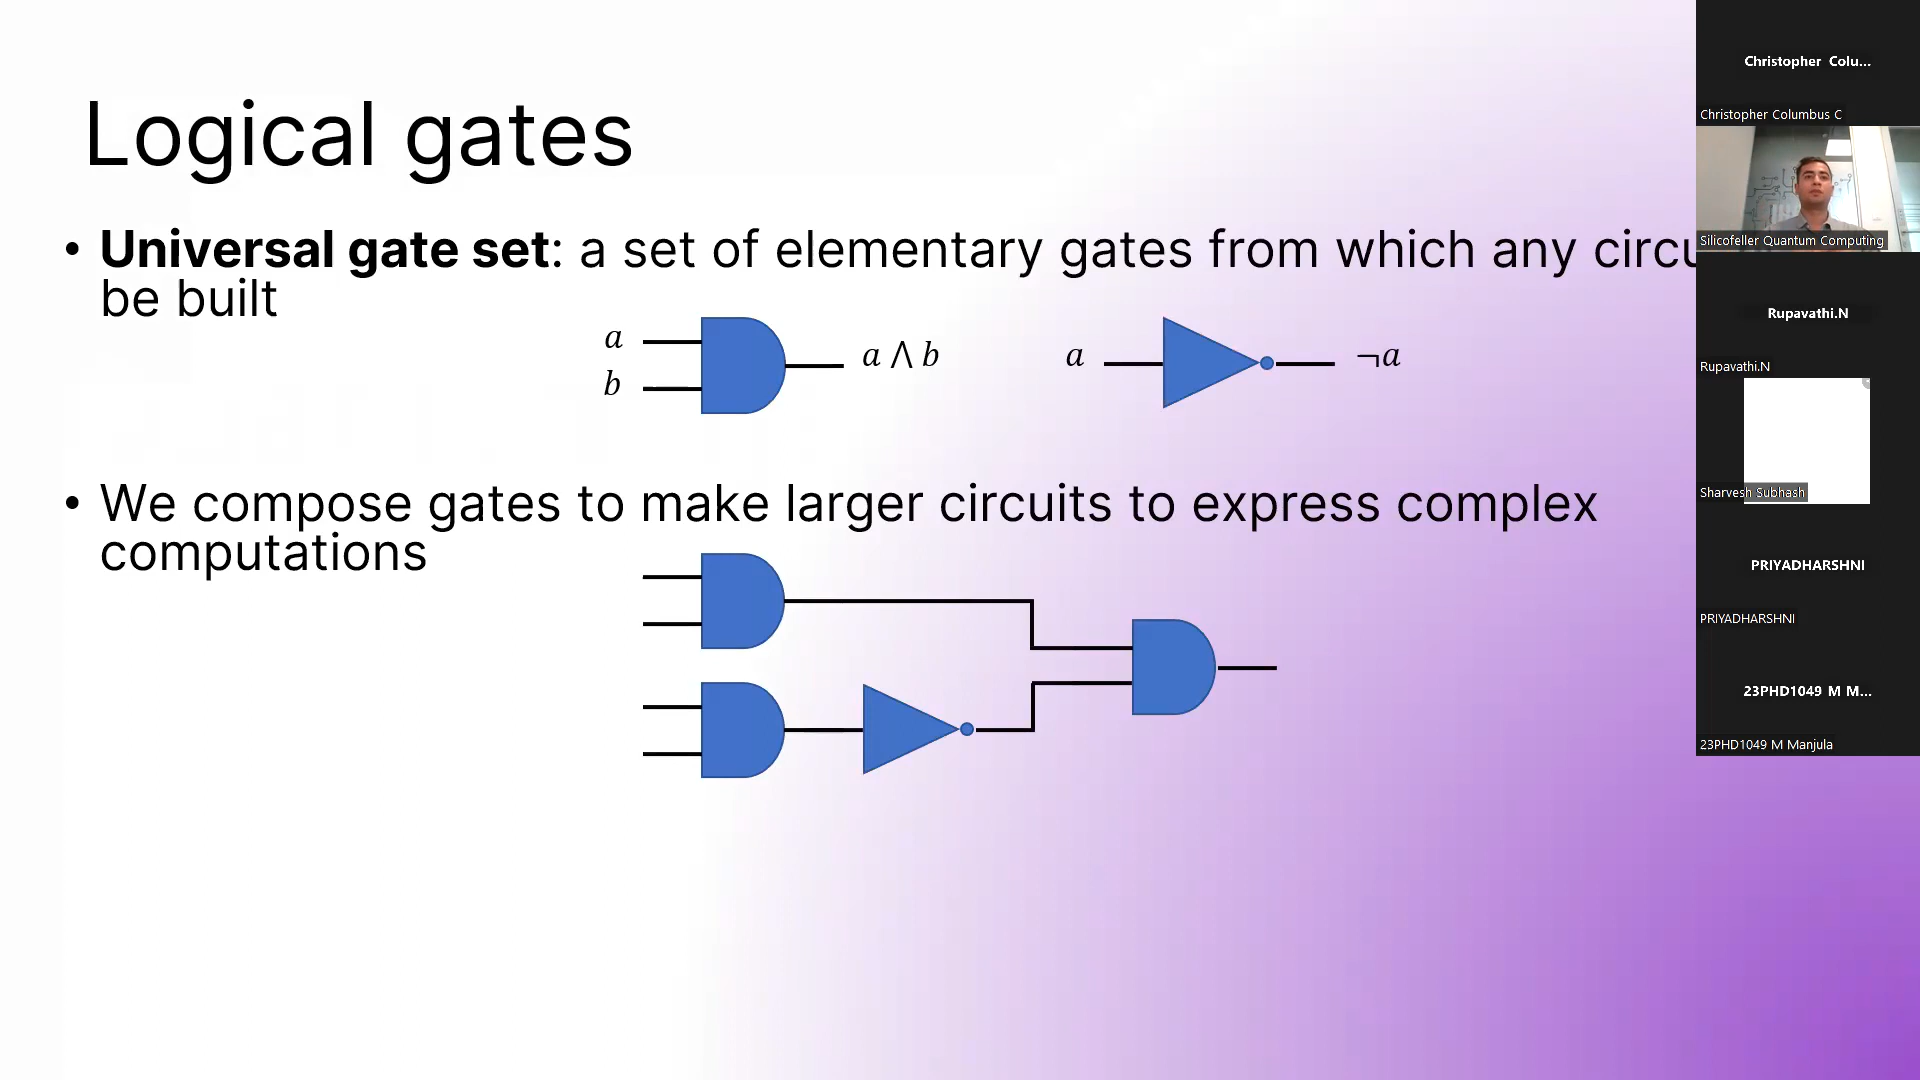 Logical gates
• Universal gate set: a set of elementary gates from which any circu
be built
a
b
a ⋀ b
a
¬a
• We compose gates to make larger circuits to express complex
computations
Christopher Colu...
Christopher Columbus C
Silicofeller Quantum Computing
Rupavathi.N
Rupavathi.N
Sharvesh Subhash
PRIYADHARSHNI
PRIYADHARSHNI
23PHD1049 M M...
23PHD1049 M Manjula